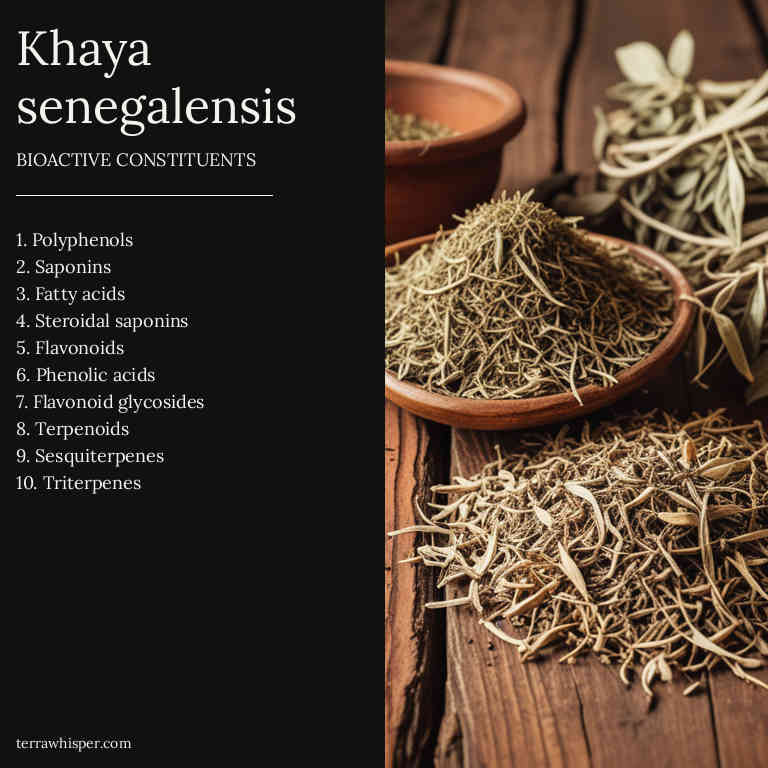 Khaya
senegalensis
BIOACTIVE CONSTITUENTS
1. Polyphenols
2. Saponins
3. Fatty acids
4. Steroidal saponins
5. Flavonoids
6. Phenolic acids
7. Flavonoid glycosides
8. Terpenoids
9. Sesquiterpenes
10. Triterpenes
terrawhisper.com